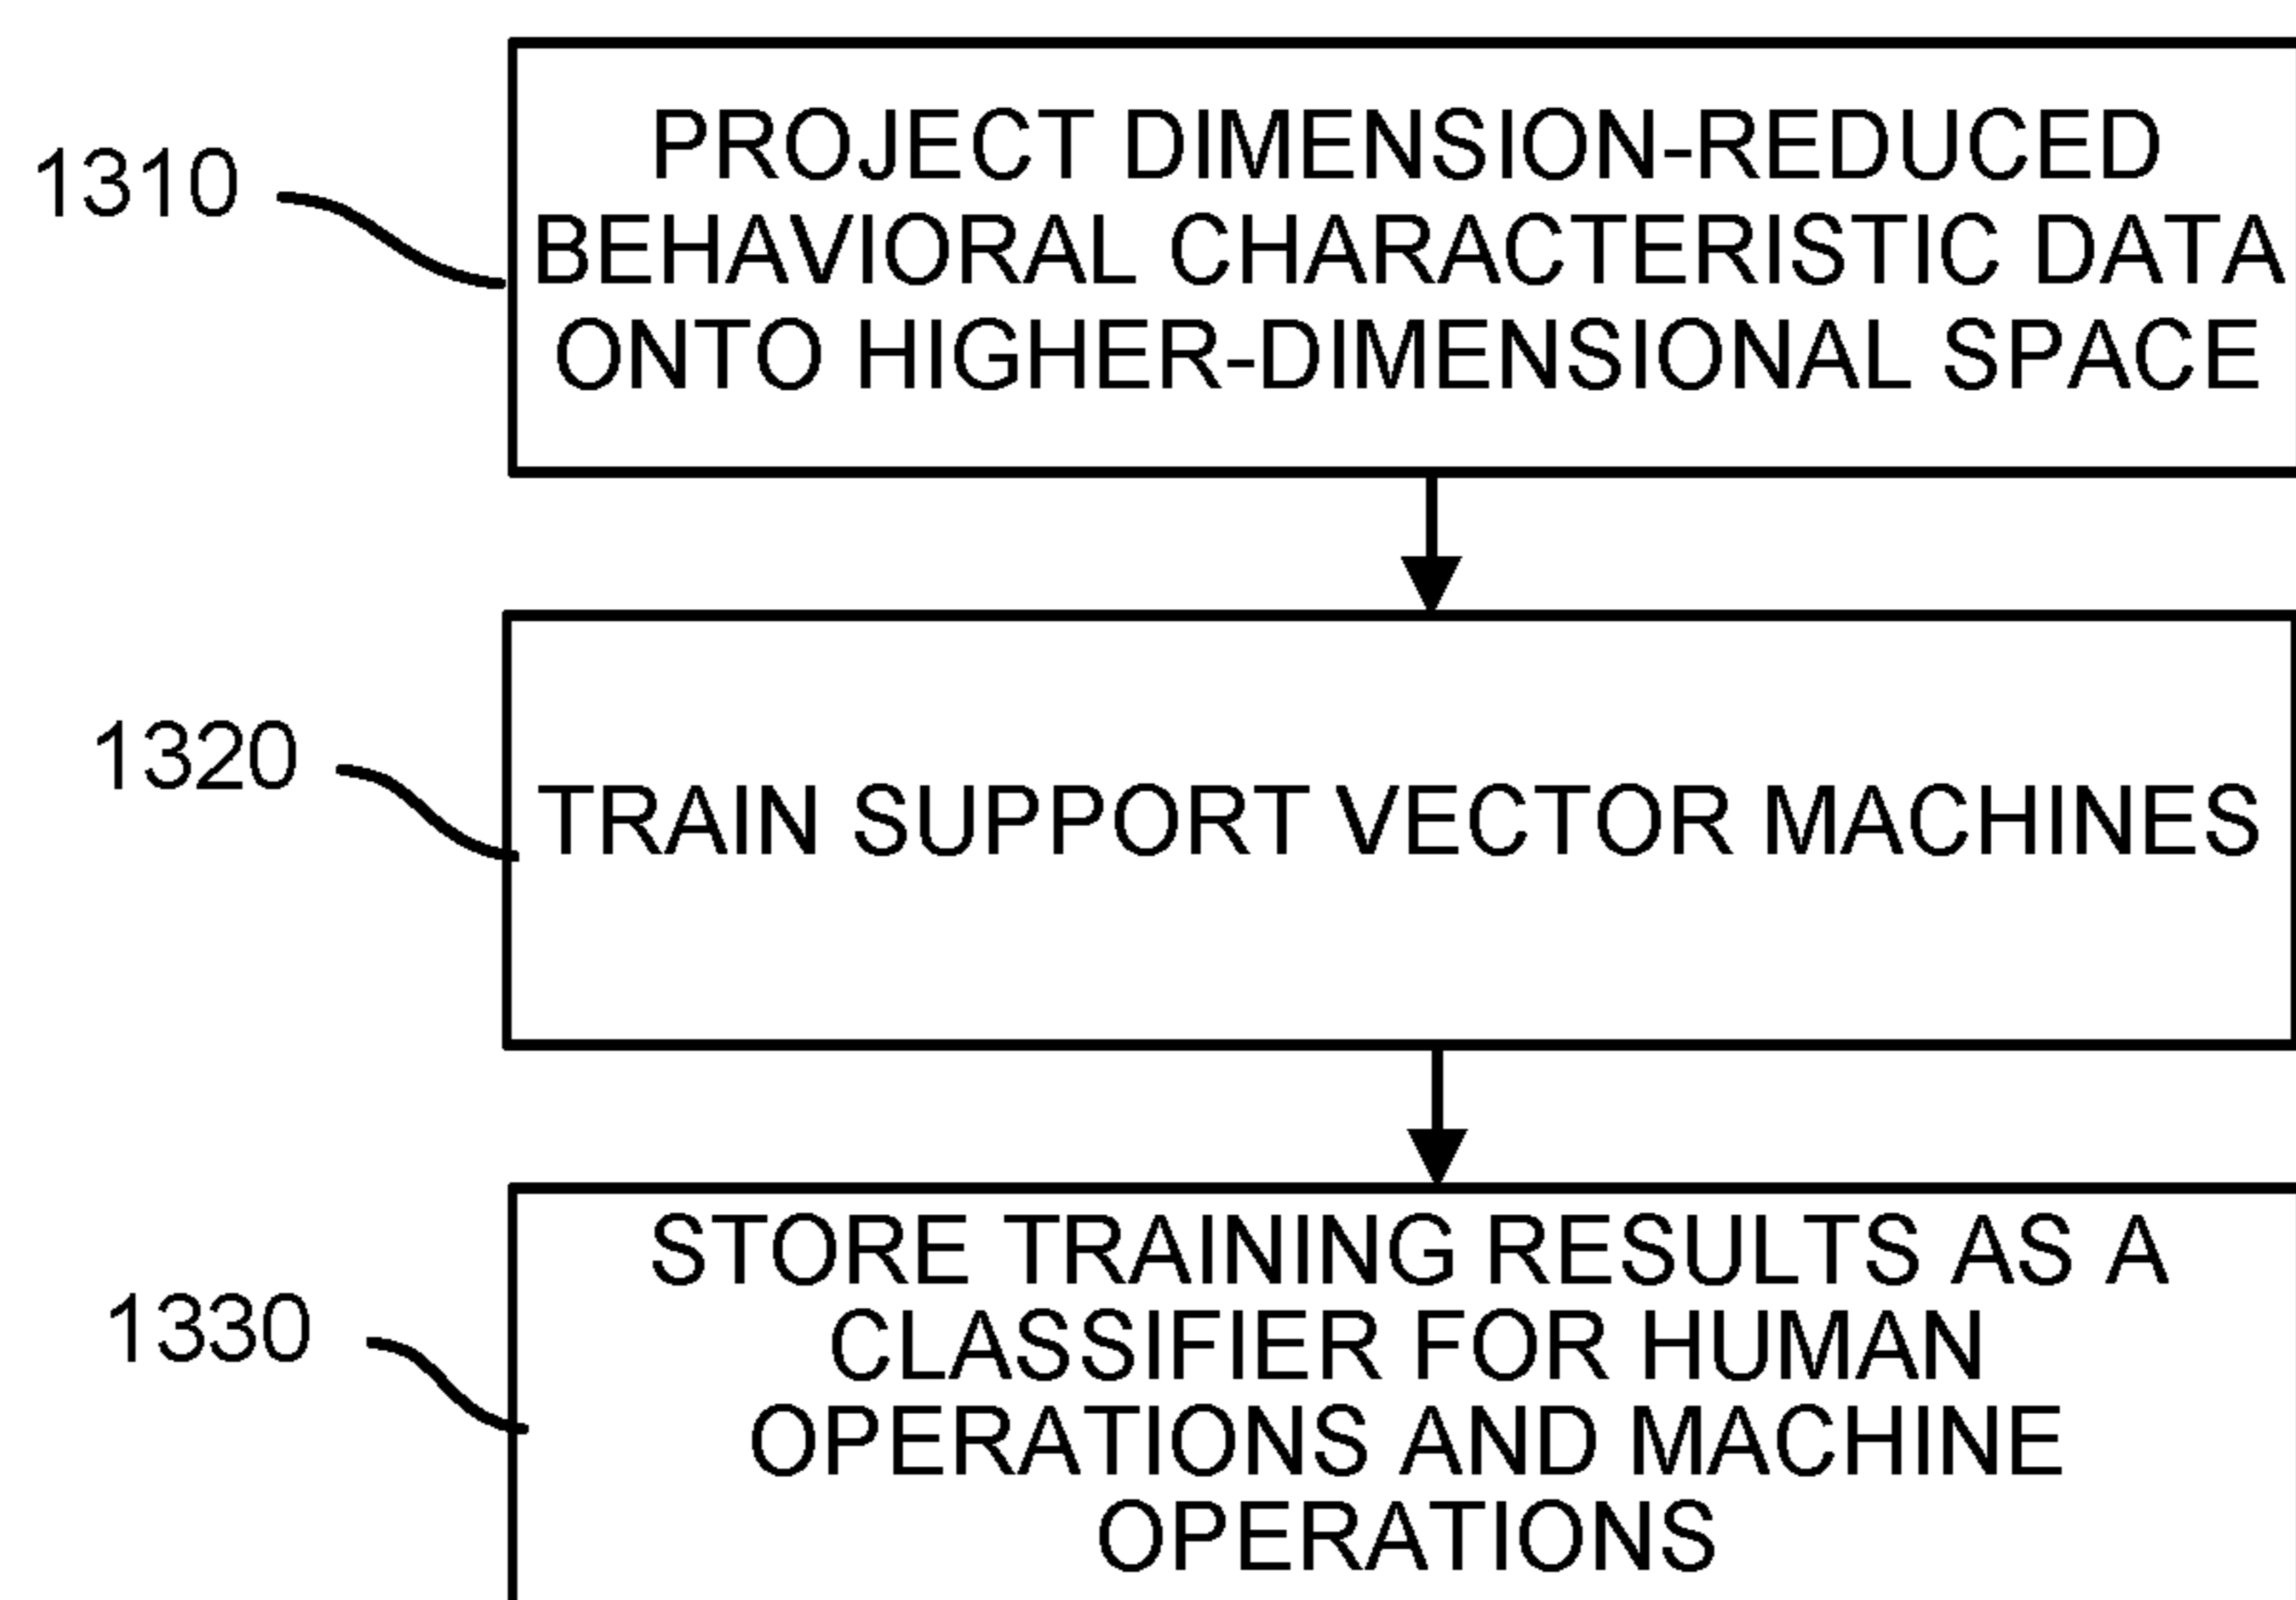 1310
PROJECT DIMENSION-REDUCED
BEHAVIORAL CHARACTERISTIC DATA
ONTO HIGHER-DIMENSIONAL SPACE
1320
TRAIN SUPPORT VECTOR MACHINES
1330
STORE TRAINING RESULTS AS A
CLASSIFIER FOR HUMAN
OPERATIONS AND MACHINE
OPERATIONS